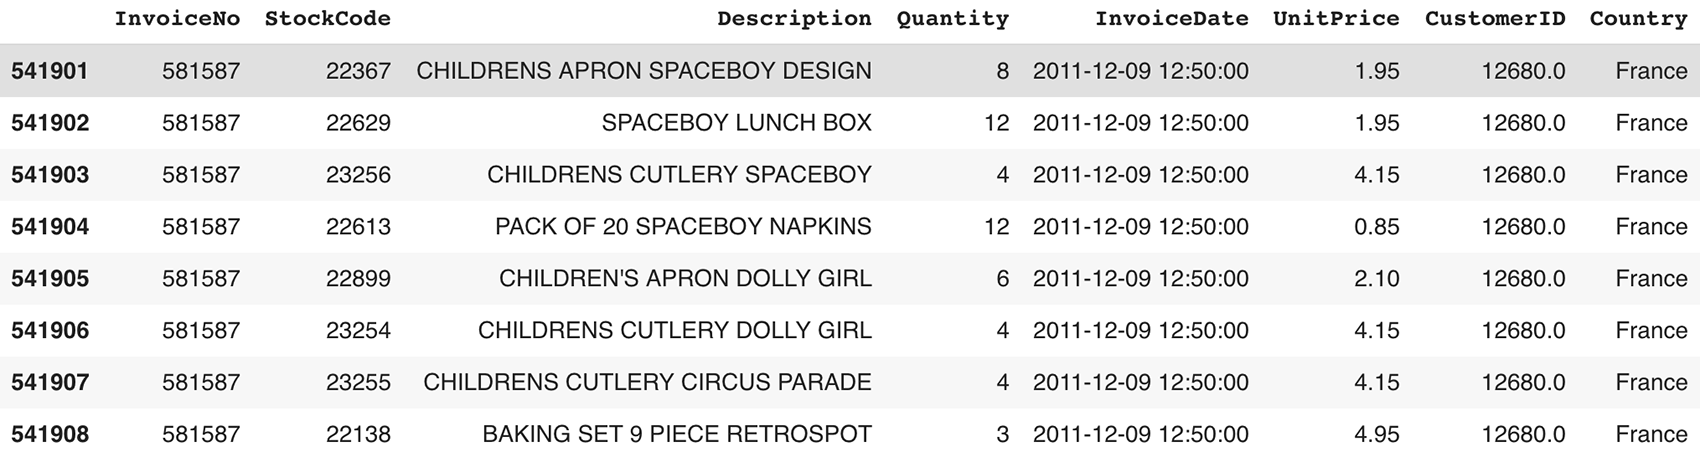 InvoiceNo StockCode Description Quantity InvoiceDate UnitPrice CustomerID Country
541901 581587 22367 CHILDRENS APRON SPACEBOY DESIGN 8 2011-12-09 12:50:00 1.95 12680.0 France
541902 581587 22629 SPACEBOY LUNCH BOX 12 2011-12-09 12:50:00 1.95 12680.0 France
541903 581587 23256 CHILDRENS CUTLERY SPACEBOY 4 2011-12-09 12:50:00 4.15 12680.0 France
541904 581587 22613 PACK OF 20 SPACEBOY NAPKINS 12 2011-12-09 12:50:00 0.85 12680.0 France
541905 581587 22899 CHILDREN'S APRON DOLLY GIRL 6 2011-12-09 12:50:00 2.10 12680.0 France
541906 581587 23254 CHILDRENS CUTLERY DOLLY GIRL 4 2011-12-09 12:50:00 4.15 12680.0 France
541907 581587 23255 CHILDRENS CUTLERY CIRCUS PARADE 4 2011-12-09 12:50:00 4.15 12680.0 France
541908 581587 22138 BAKING SET 9 PIECE RETROSPOT 3 2011-12-09 12:50:00 4.95 12680.0 France